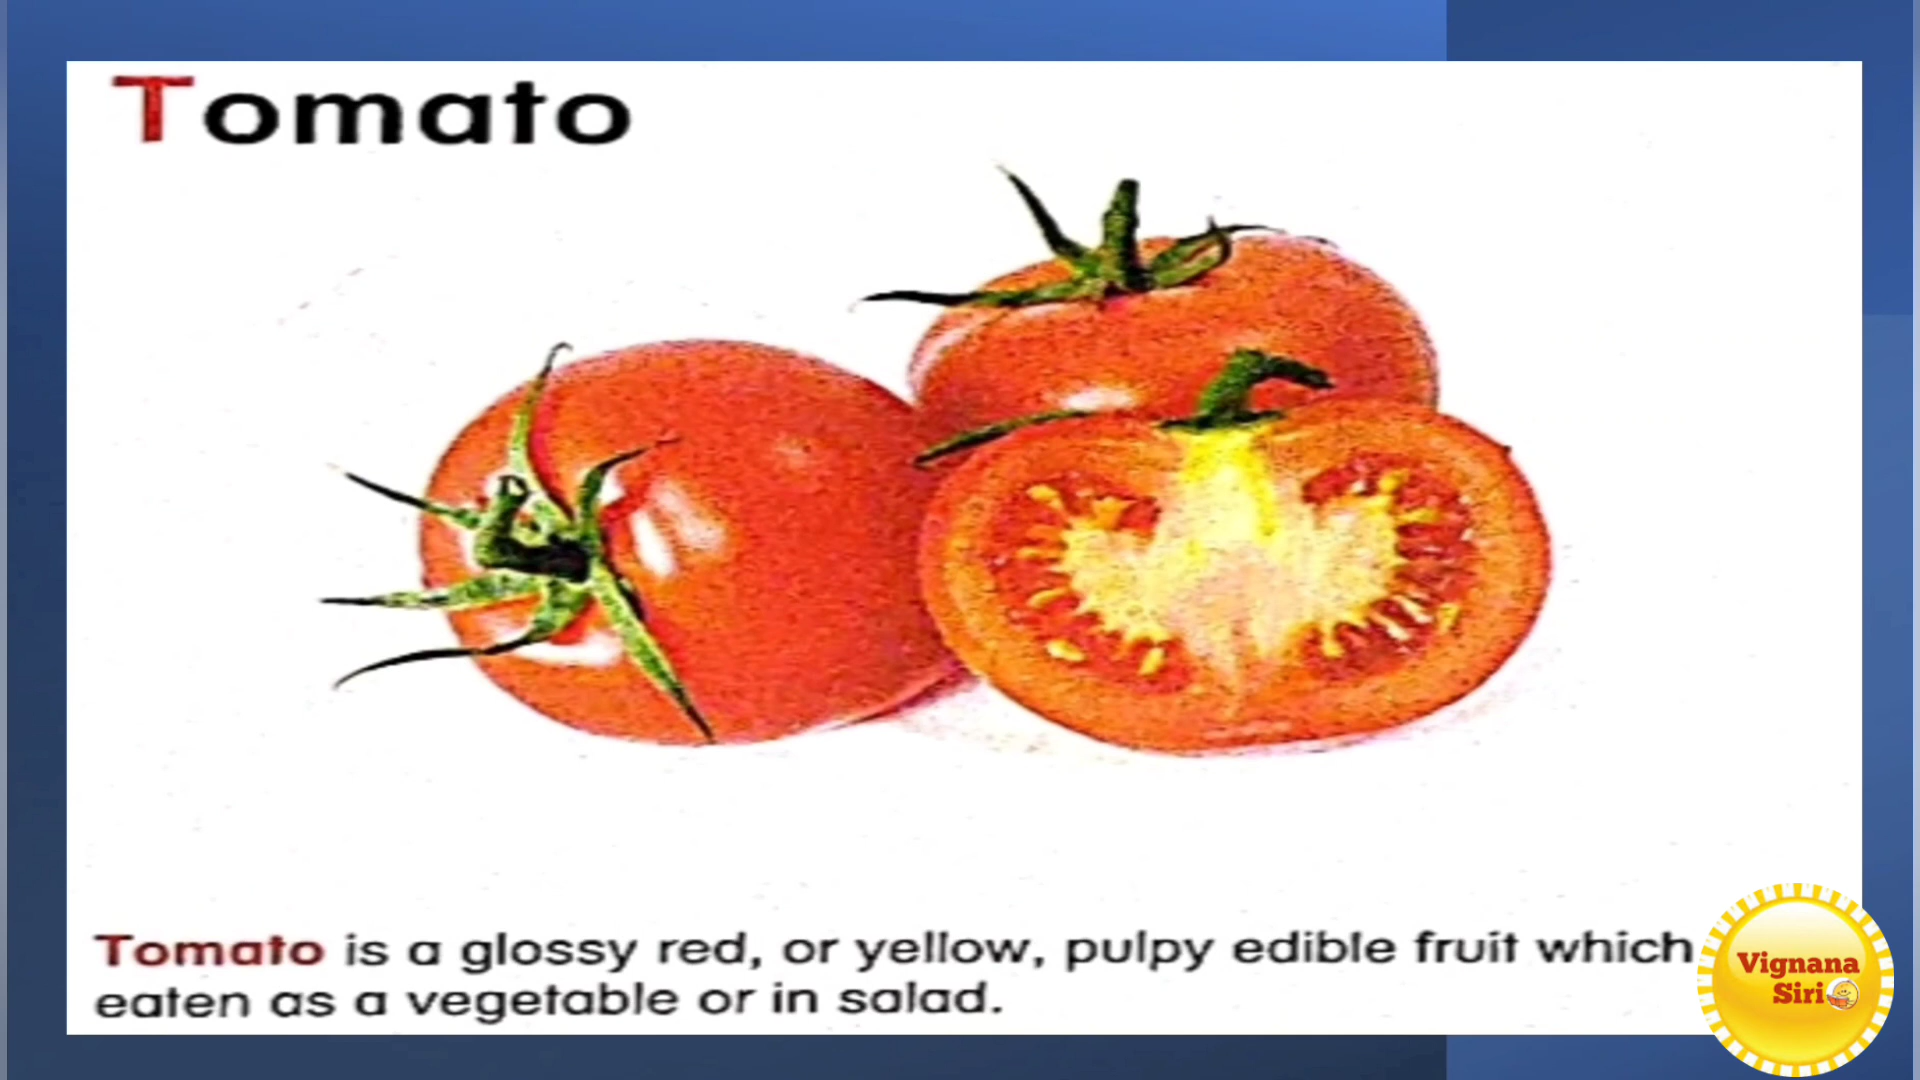 Tomato
Tomato is a glossy red, or yellow, pulpy edible fruit which
eaten as a vegetable or in salad.
Vignana
Siri